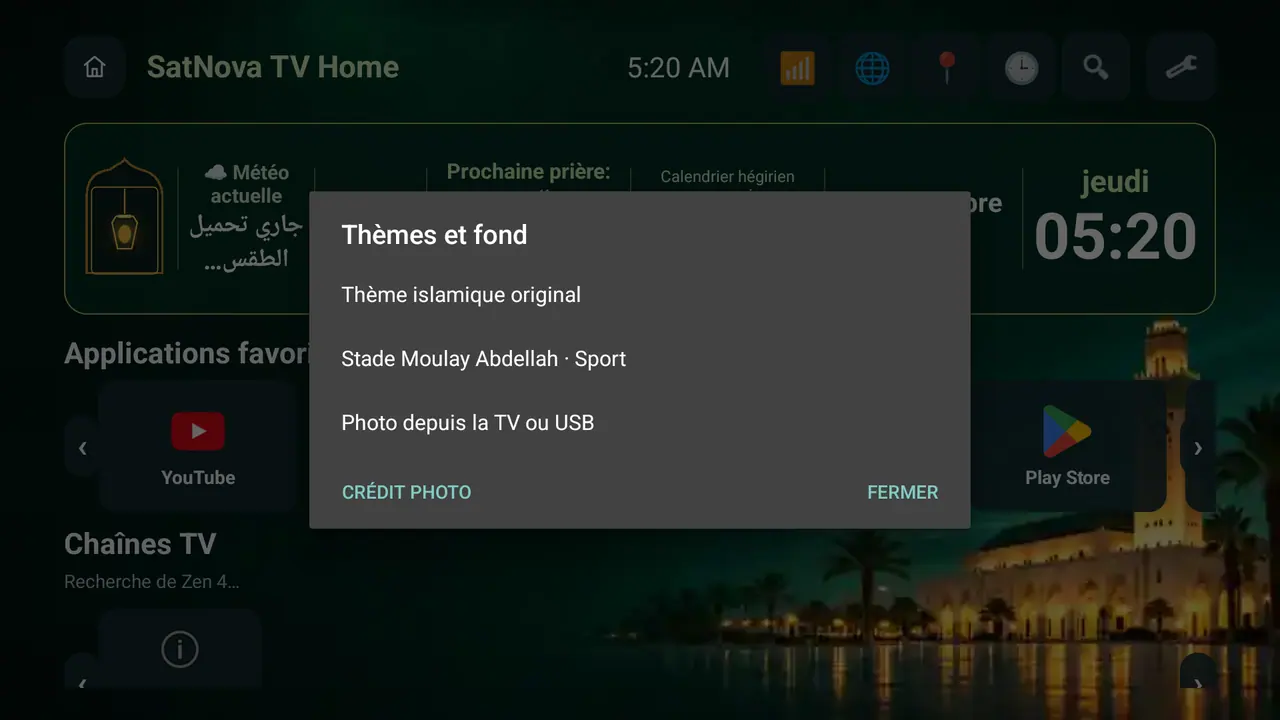 SatNova TV Home
5:20 AM
Météo
actuelle
جاري تحميل
الطقس...
Prochaine prière:
Calendrier hégirien
jeudi
05:20
Thèmes et fond
Thème islamique original
Stade Moulay Abdellah · Sport
Photo depuis la TV ou USB
CRÉDIT PHOTO
FERMER
Applications favori
YouTube
Play Store
Chaînes TV
Recherche de Zen 4...